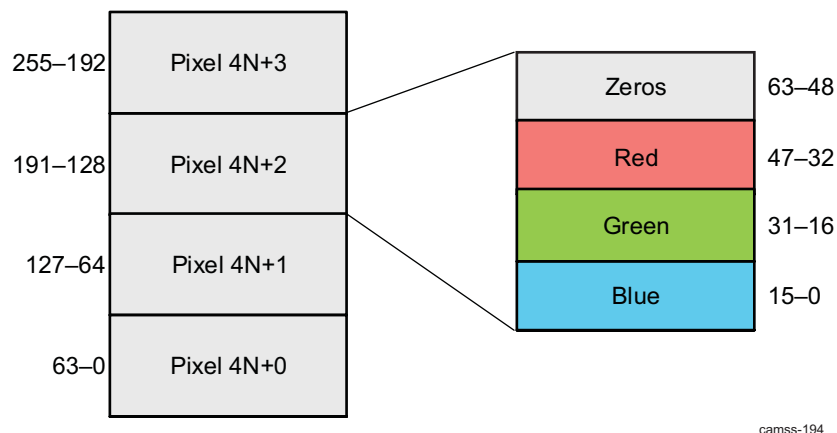 255–192 Pixel 4N+3
191–128 Pixel 4N+2
127–64 Pixel 4N+1
63–0 Pixel 4N+0
Zeros 63–48
Red 47–32
Green 31–16
Blue 15–0
camss-194